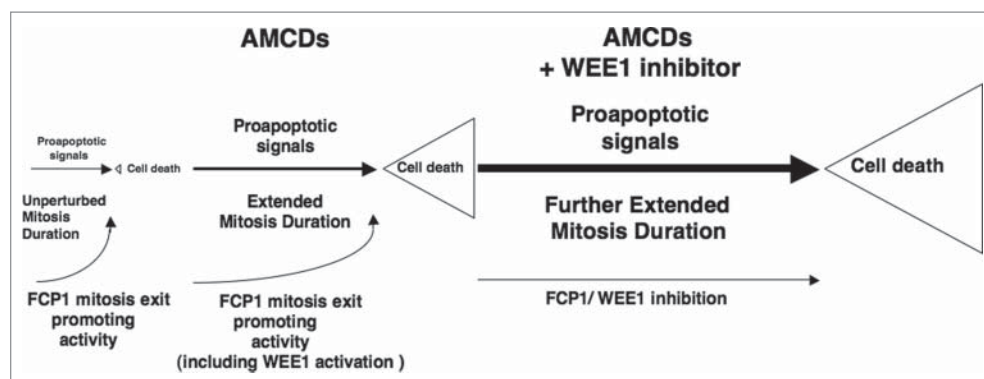 AMCDs
AMCDs
+ WEE1 inhibitor
Proapoptotic
signals
Cell death
Unperturbed
Mitosis
Duration
FCP1 mitosis exit
promoting
activity
Proapoptotic
signals
Cell death
Extended
Mitosis Duration
FCP1 mitosis exit
promoting
activity
(including WEE1 activation )
Proapoptotic
signals
Cell death
Further Extended
Mitosis Duration
FCP1/ WEE1 inhibition